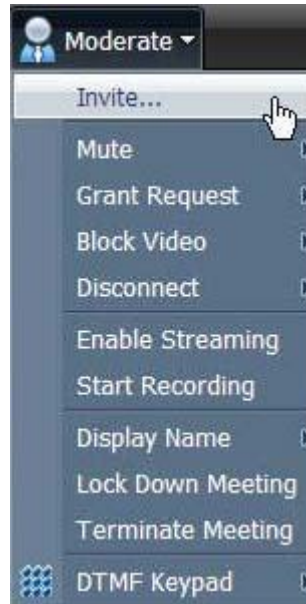 Moderate
Invite...
Mute
Grant Request
Block Video
Disconnect
Enable Streaming
Start Recording
Display Name
Lock Down Meeting
Terminate Meeting
DTMF Keypad